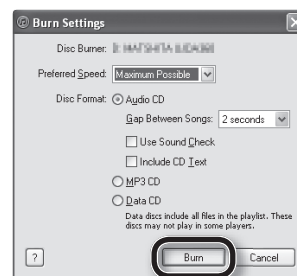 Burn Settings
Disc Burner:
Preferred Speed: Maximum Possible
Disc Format: Audio CD
Gap Between Songs: 2 seconds
Use Sound Check
Include CD Text
MP3 CD
Data CD
Data discs include all files in the playlist. These
discs may not play in some players.
? Burn Cancel